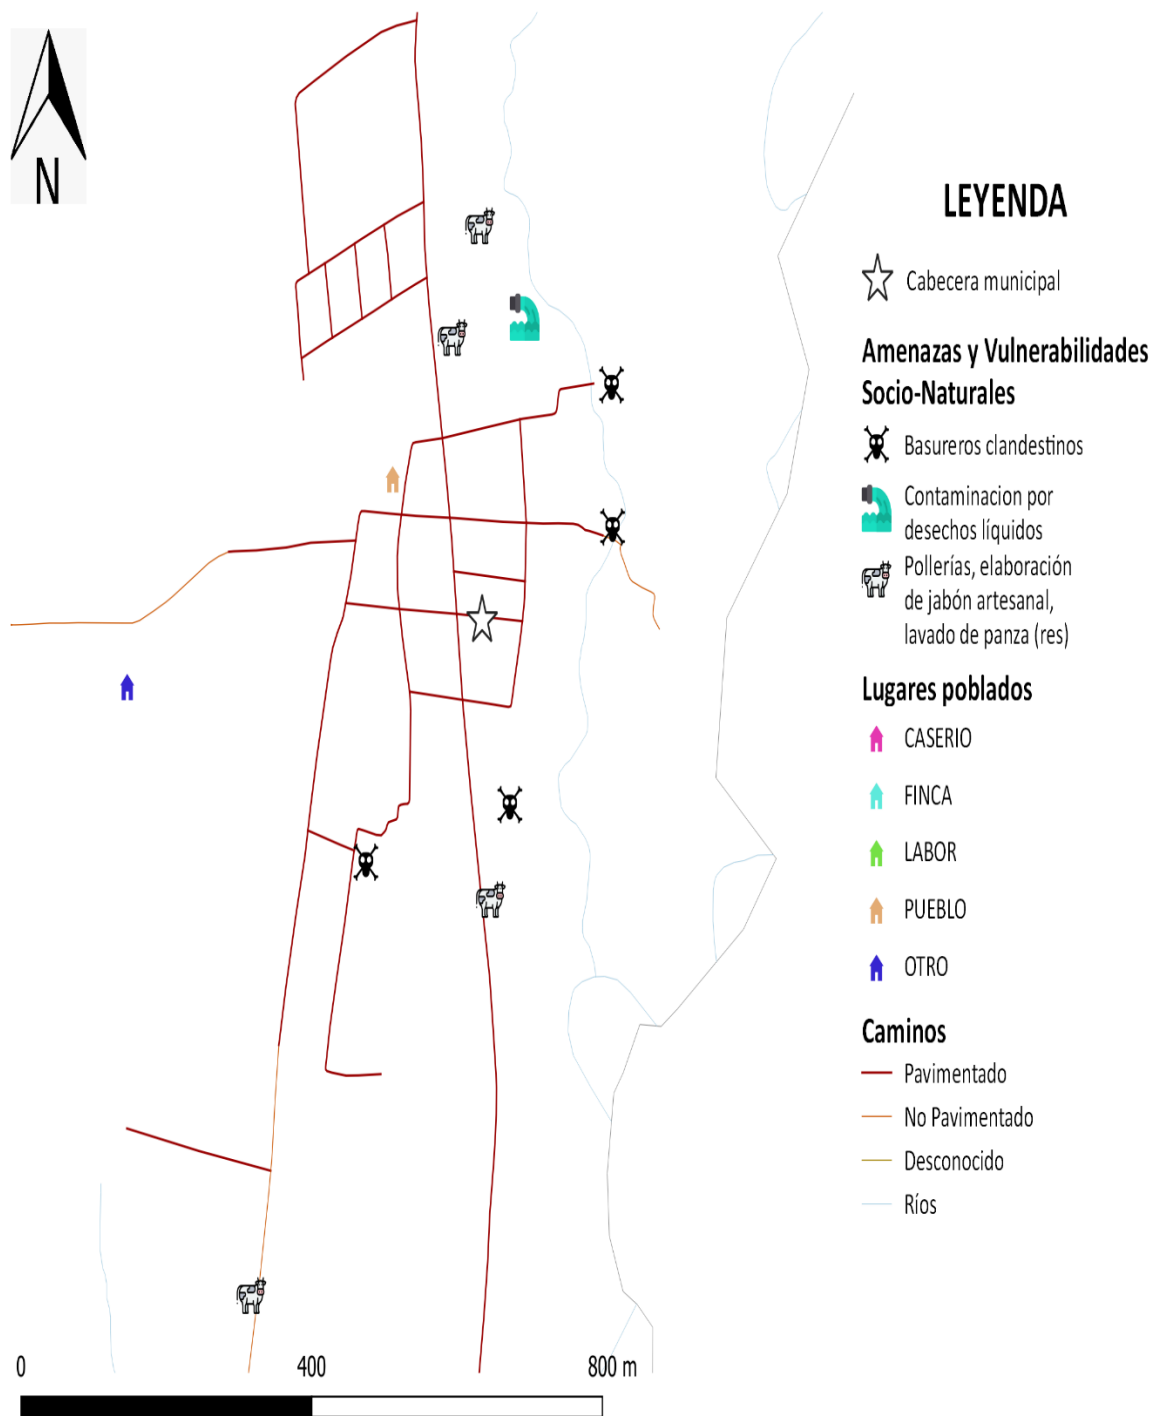 N
LEYENDA
Cabecera municipal
Amenazas y Vulnerabilidades
Socio-Naturales
Basureros clandestinos
Contaminacion por
desechos líquidos
Pollerías, elaboración
de jabón artesanal,
lavado de panza (res)
Lugares poblados
CASERIO
FINCA
LABOR
PUEBLO
OTRO
Caminos
Pavimentado
No Pavimentado
Desconocido
Ríos
0 400 800 m